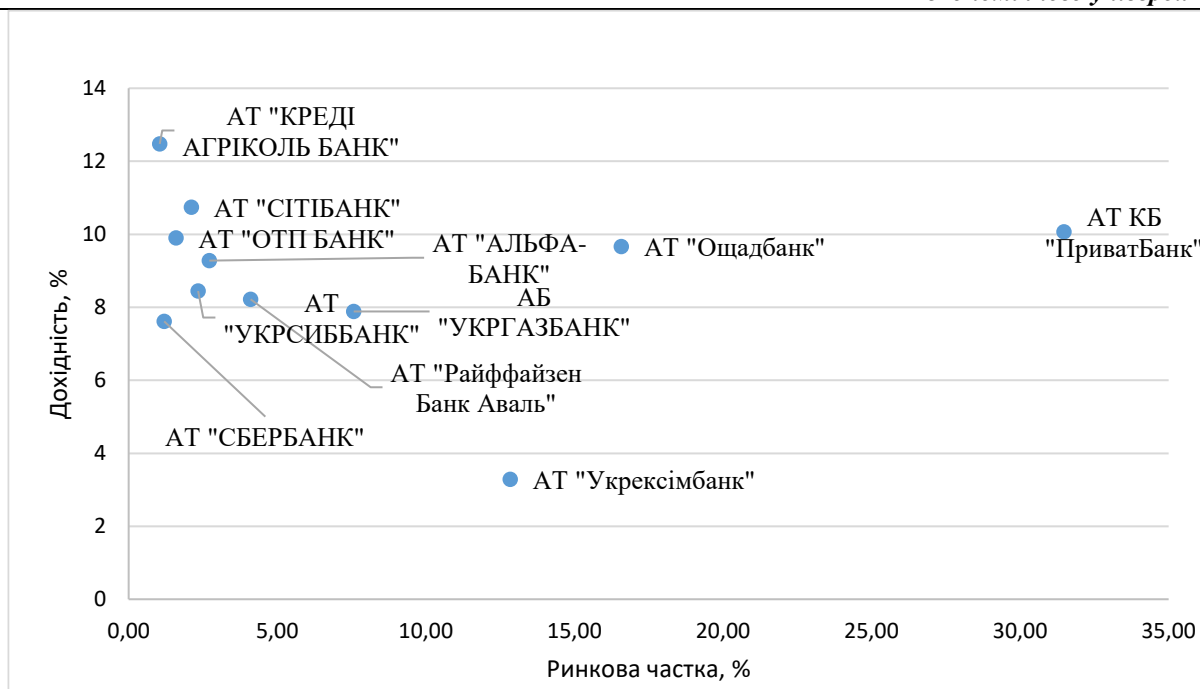 14
12
10
8
6
4
2
0
АТ "КРЕДІ
АГРІКОЛЬ БАНК"
АТ "СІТІБАНК"
АТ "ОТП БАНК"
АТ "АЛЬФА-
БАНК"
АТ "Ощадбанк"
АТ КБ
"ПриватБанк"
АТ
"УКРСИББАНК"
АБ
"УКРГАЗБАНК"
АТ "Райффайзен
Банк Аваль"
АТ "СБЕРБАНК"
АТ "Укрексімбанк"
Дохідність, %
0,00 5,00 10,00 15,00 20,00 25,00 30,00 35,00
Ринкова частка, %